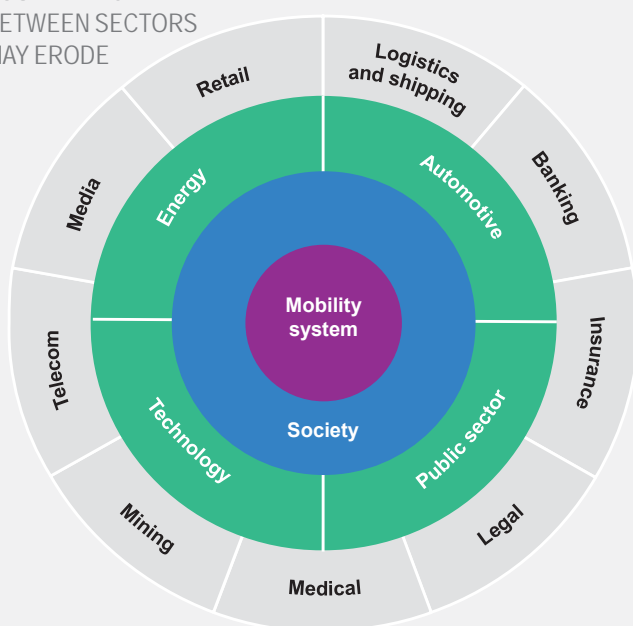 BETWEEN SECTORS
MAY ERODE
Logistics
and shipping
Retail
Banking
Automotive
Energy
Media
Mobility
system
Insurance
Telecom
Society
Technology
Public sector
Mining
Legal
Medical